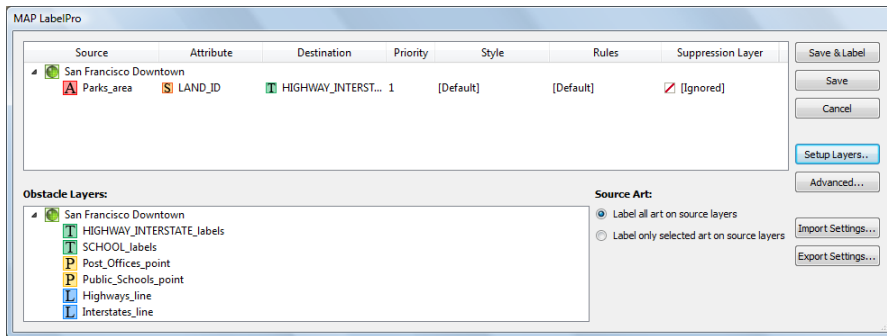 MAP LabelPro
Source Attribute Destination Priority Style Rules Suppression Layer
San Francisco Downtown
A Parks_area S LAND_ID T HIGHWAY_INTERST... 1 [Default] [Default] [Ignored]
Save & Label
Save
Cancel
Setup Layers..
Advanced...
Import Settings...
Export Settings...
Obstacle Layers:
San Francisco Downtown
T HIGHWAY_INTERSTATE_labels
T SCHOOL_labels
P Post_Offices_point
P Public_Schools_point
L Highways_line
L Interstates_line
Source Art:
Label all art on source layers
Label only selected art on source layers